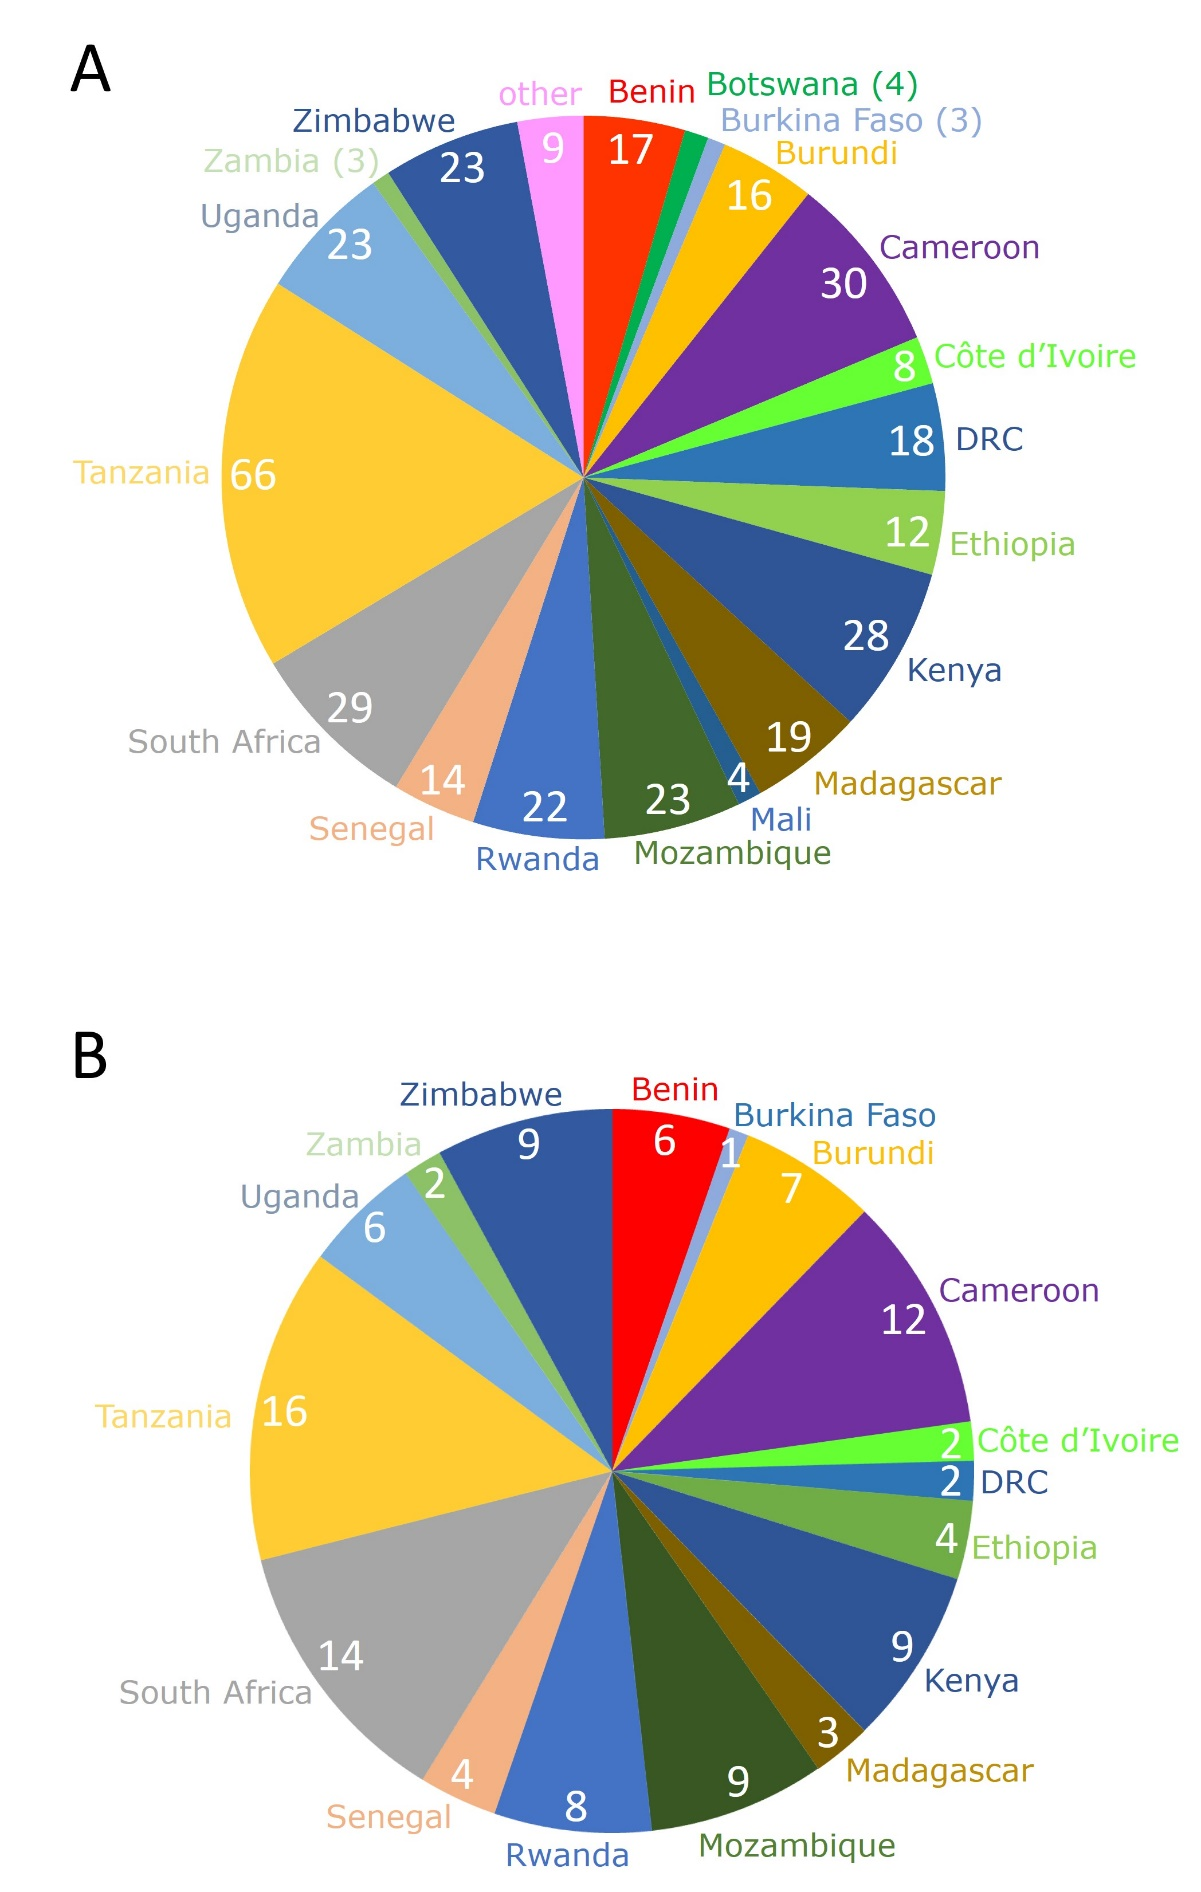 A
other
Benin
Botswana (4)
Zimbabwe
Burkina Faso (3)
Zambia (3)
23
9
17
Burundi
16
Uganda
23
Cameroon
30
Côte d’Ivoire
8
DRC
18
Tanzania
66
Ethiopia
12
Kenya
28
South Africa
29
Madagascar
19
Senegal
14
Rwanda
22
Mozambique
23
Mali
4
B
Zimbabwe
9
Benin
6
Burkina Faso
1
Burundi
7
Zambia
2
Uganda
6
Cameroon
12
Tanzania
16
Côte d’Ivoire
2
DRC
2
Ethiopia
4
South Africa
14
Kenya
9
Madagascar
3
Senegal
4
Rwanda
8
Mozambique
9